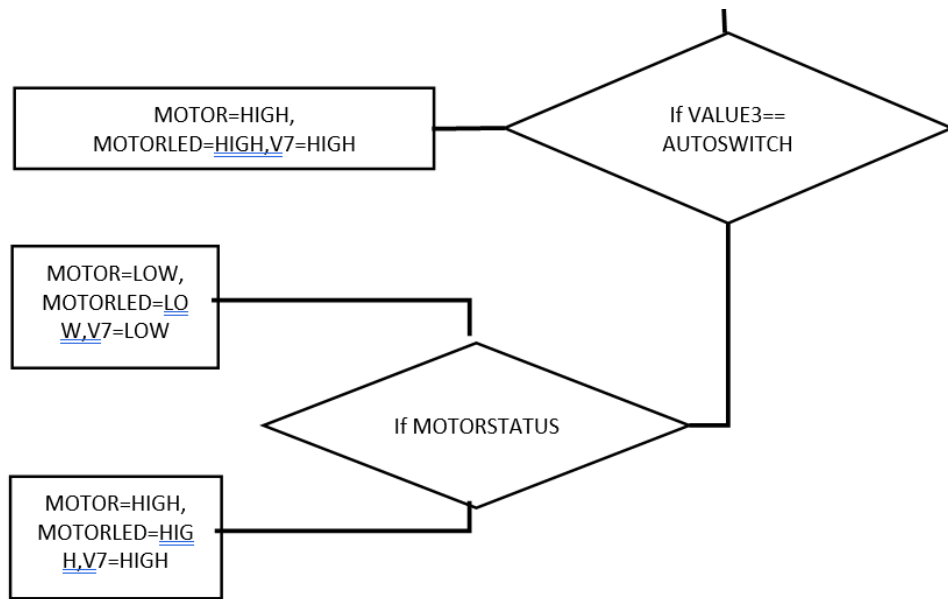 MOTOR=HIGH,
MOTORLED=HIGH,V7=HIGH
If VALUE3==
AUTOSWITCH
MOTOR=LOW,
MOTORLED=LO
W,V7=LOW
If MOTORSTATUS
MOTOR=HIGH,
MOTORLED=HIG
H,V7=HIGH